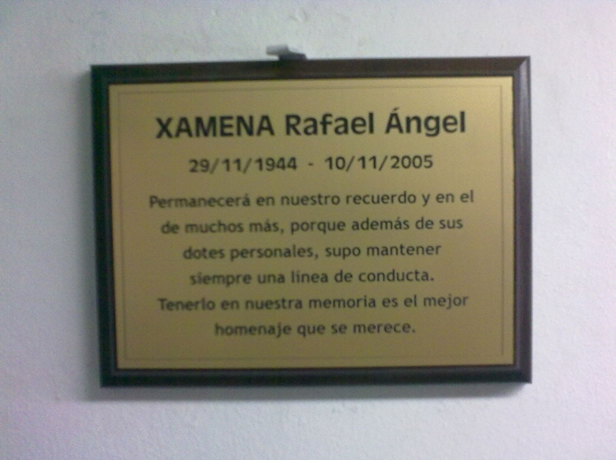 XAMENA Rafael Ángel
29/11/1944 - 10/11/2005
Permanecerá en nuestro recuerdo y en el
de muchos más, porque además de sus
dotes personales, supo mantener
siempre una línea de conducta.
Tenerlo en nuestra memoria es el mejor
homenaje que se merece.